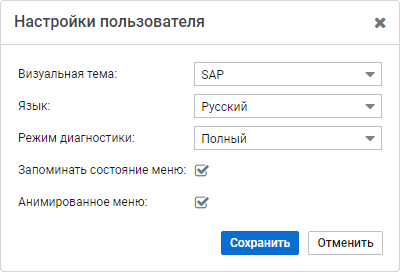 Настройки пользователя
Визуальная тема: SAP
Язык: Русский
Режим диагностики: Полный
Запоминать состояние меню:
Анимированное меню:
Сохранить Отменить